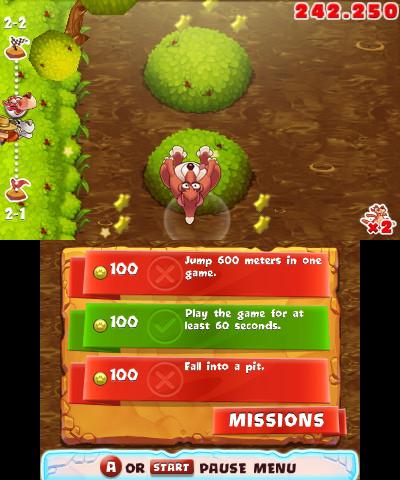 2-2
242.250
2-1
x2
100
Jump 600 meters in one
game.
100
Play the game for at
least 60 seconds.
100
Fall into a pit.
MISSIONS
A OR START PAUSE MENU